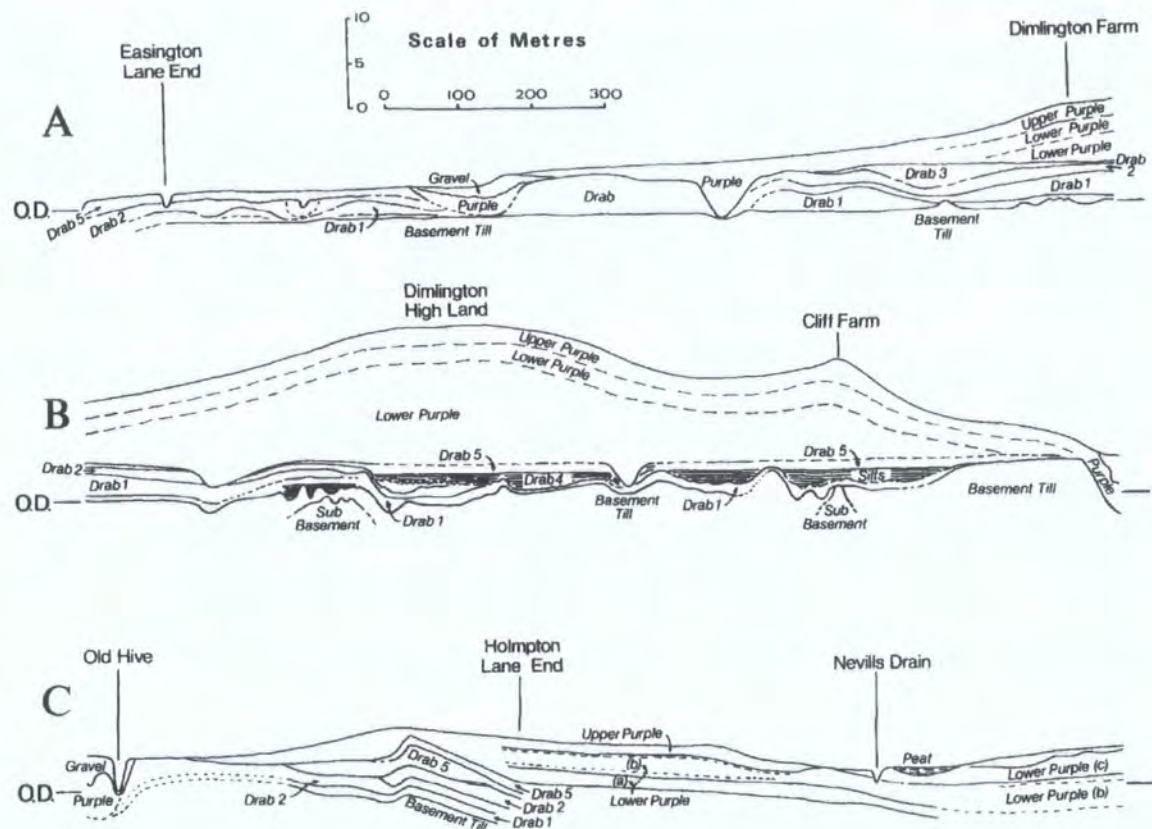 10
5
0
Scale of Metres
0 100 200 300
Easington
Lane End
Dimlington Farm
A
Upper Purple
Lower Purple
Lower Purple
Gravel
Purple
Drab
Purple
Drab 3
Drab
2
Drab 1
Drab 1
O.D.
Drab 5
Drab 2
Drab 1
Basement Till
Basement
Till
Dimlington
High Land
Cliff Farm
Upper Purple
Lower Purple
B
Lower Purple
Drab 5
Drab 5
Drab 2
Drab 1
Drab 4
Silts
Purple
O.D.
Sub
Basement
Drab 1
Basement
Till
Drab 1
Sub
Basement
Basement Till
Old Hive
Holmpton
Lane End
Nevills Drain
C
Upper Purple
Gravel
Drab 5
(b)
Peat
(a)
Lower Purple (c)
O.D.
Purple
Drab 2
Drab 5
Lower Purple
Lower Purple (b)
Drab 2
Basement Till
Drab 1